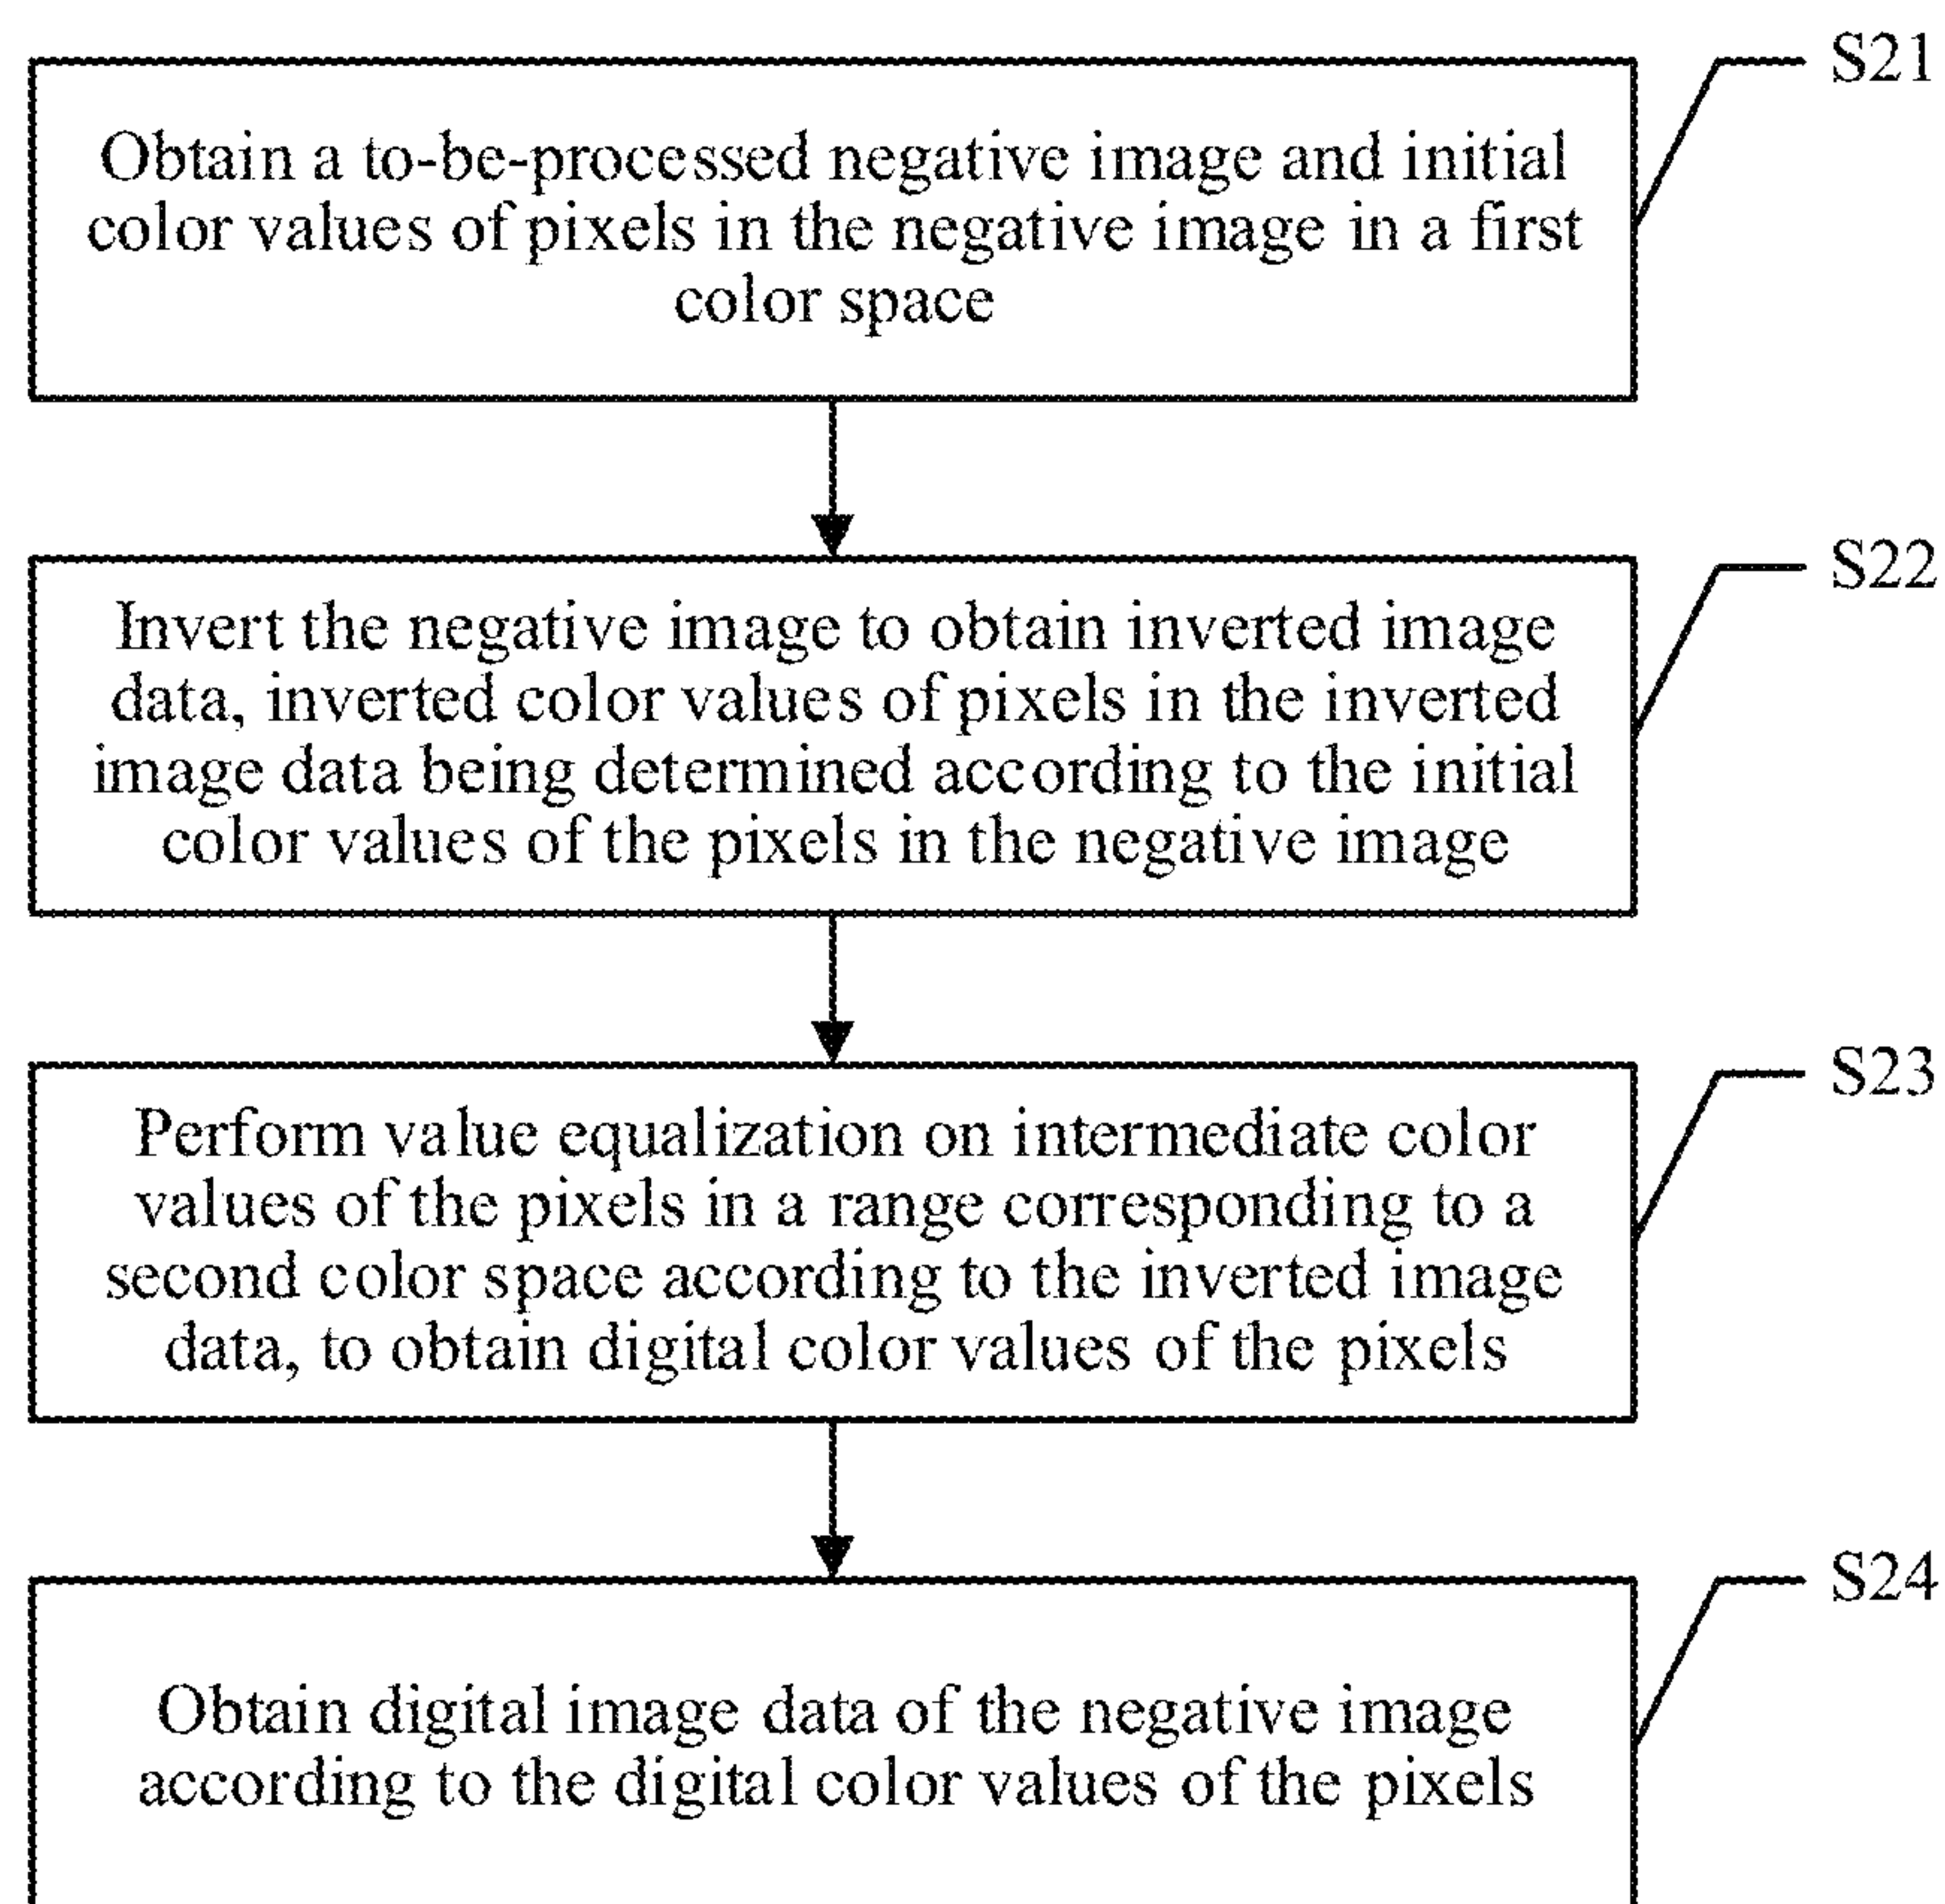 S21
Obtain a to-be-processed negative image and initial
color values of pixels in the negative image in a first
color space
S22
Invert the negative image to obtain inverted image
data, inverted color values of pixels in the inverted
image data being determined according to the initial
color values of the pixels in the negative image
S23
Perform value equalization on intermediate color
values of the pixels in a range corresponding to a
second color space according to the inverted image
data, to obtain digital color values of the pixels
S24
Obtain digital image data of the negative image
according to the digital color values of the pixels